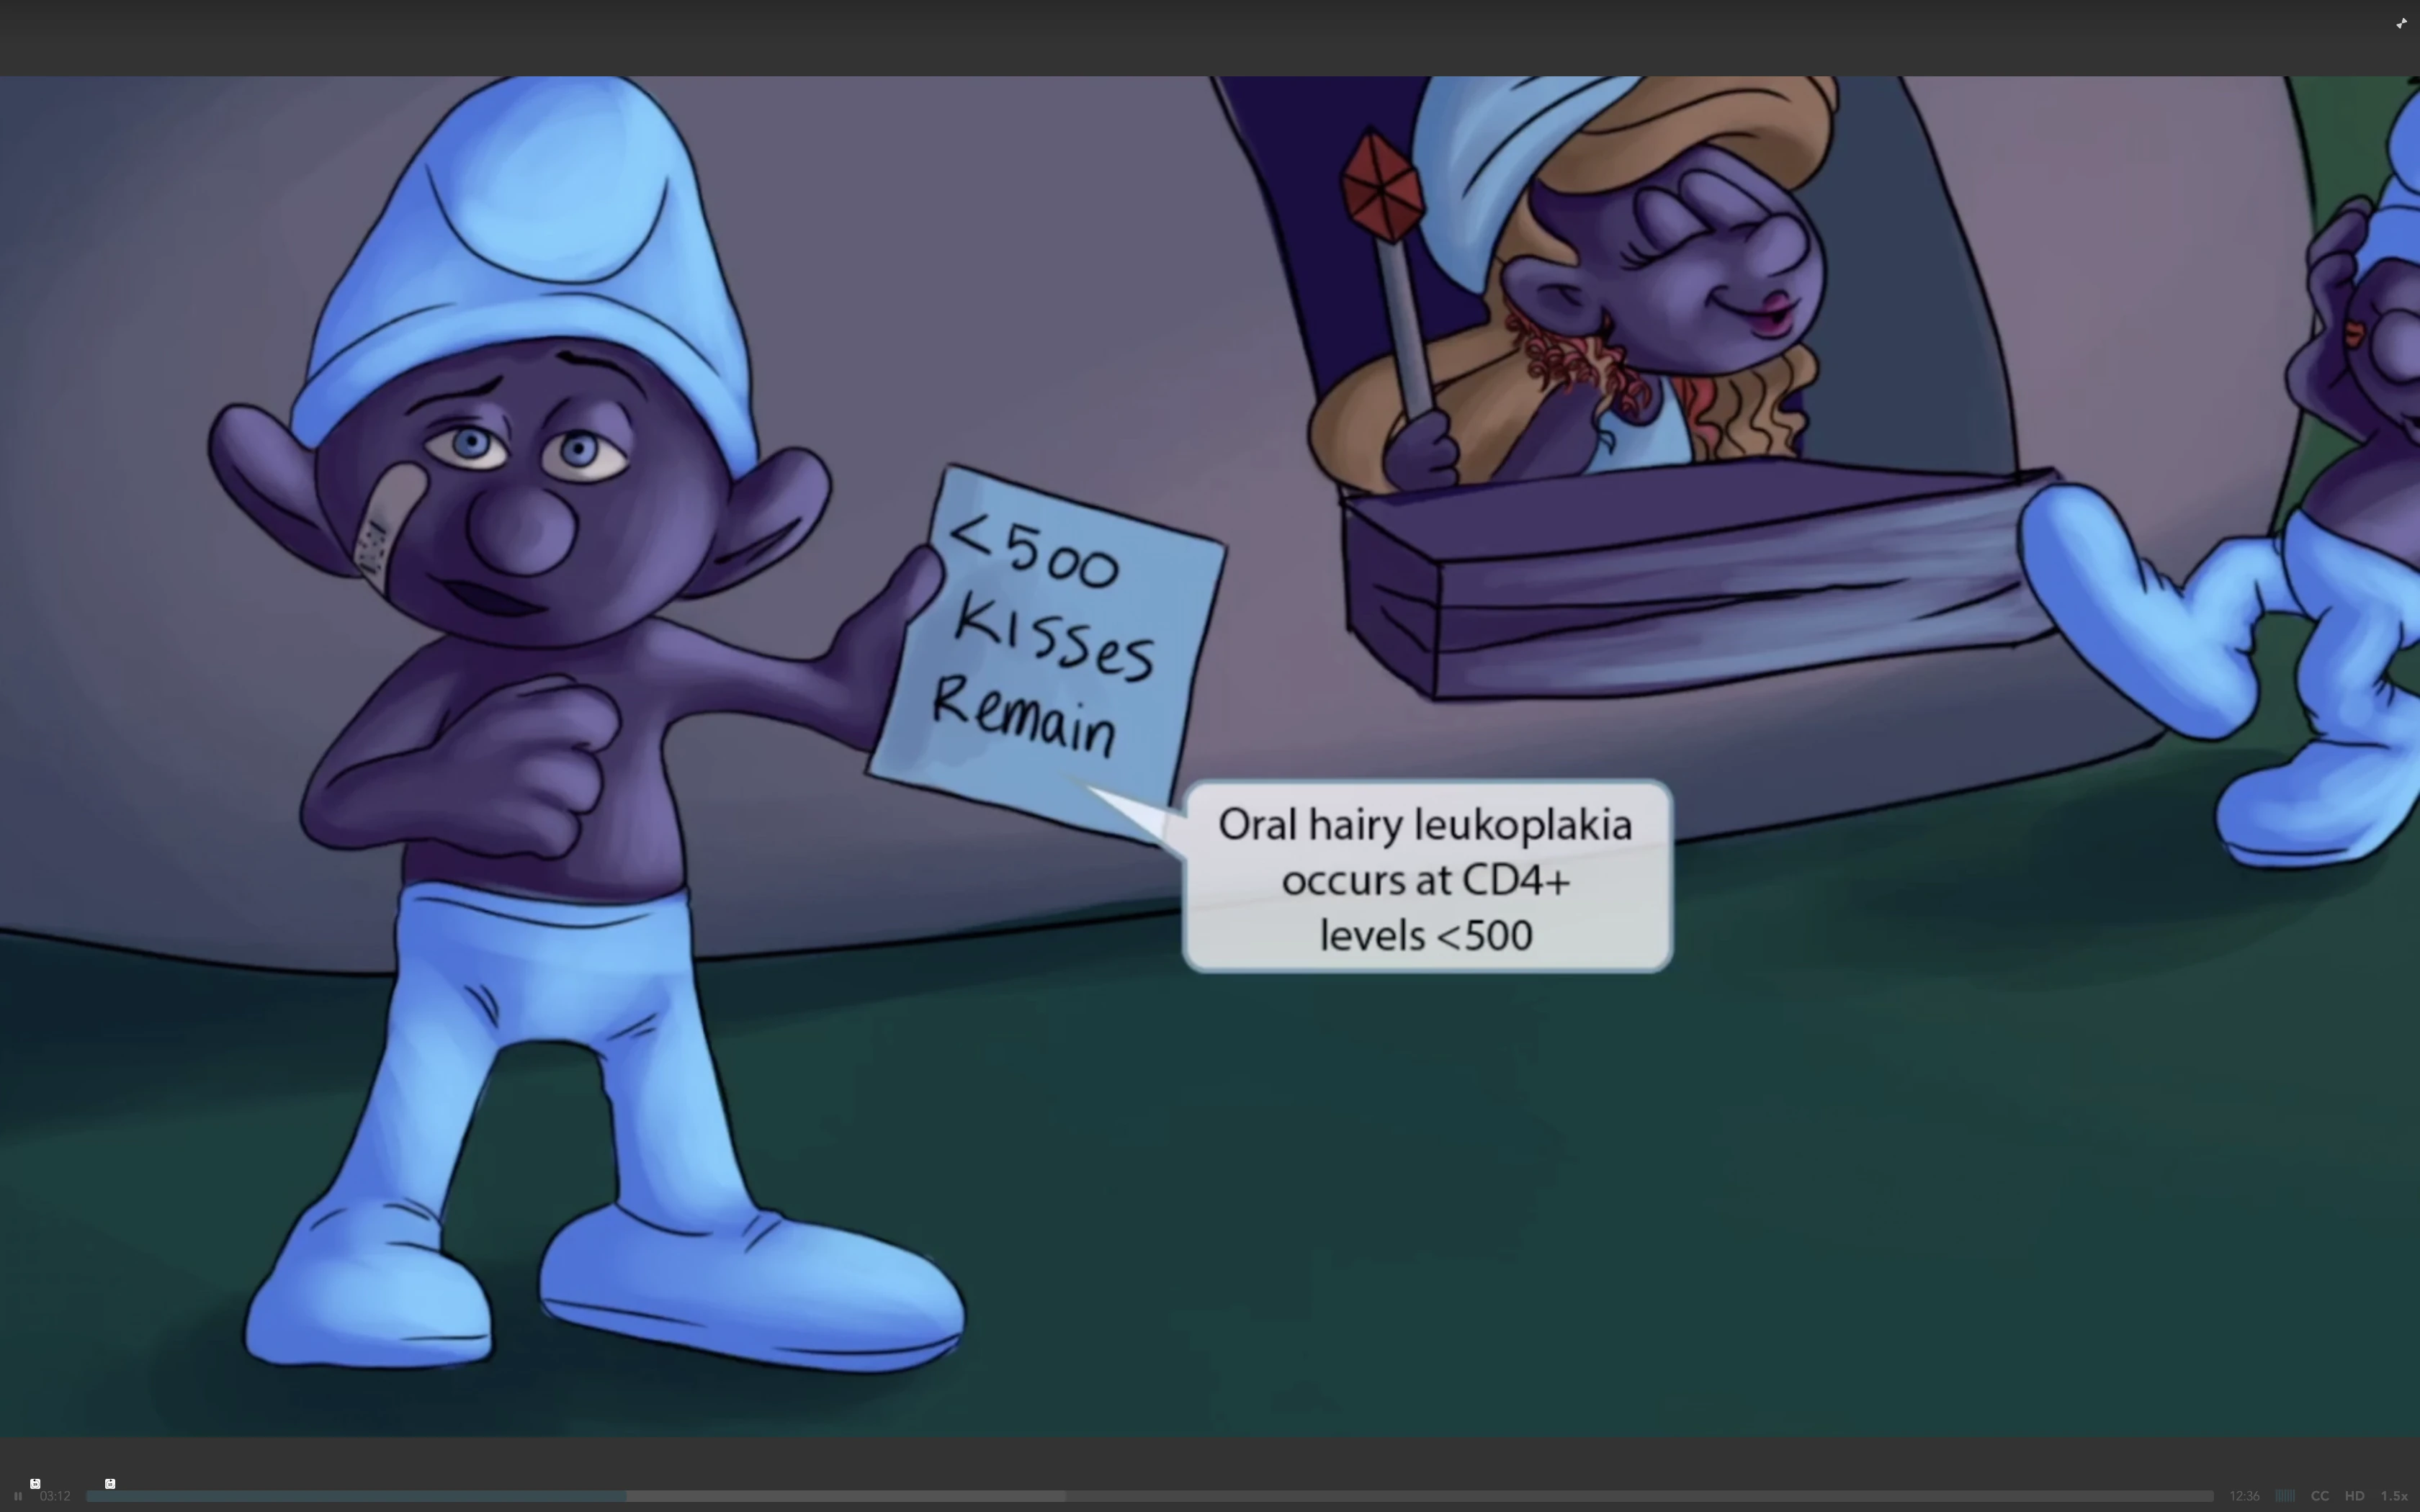 <500
Kisses
Remain
Oral hairy leukoplakia
occurs at CD4+
levels <500
03:12
12:36
CC
HD
1.5x